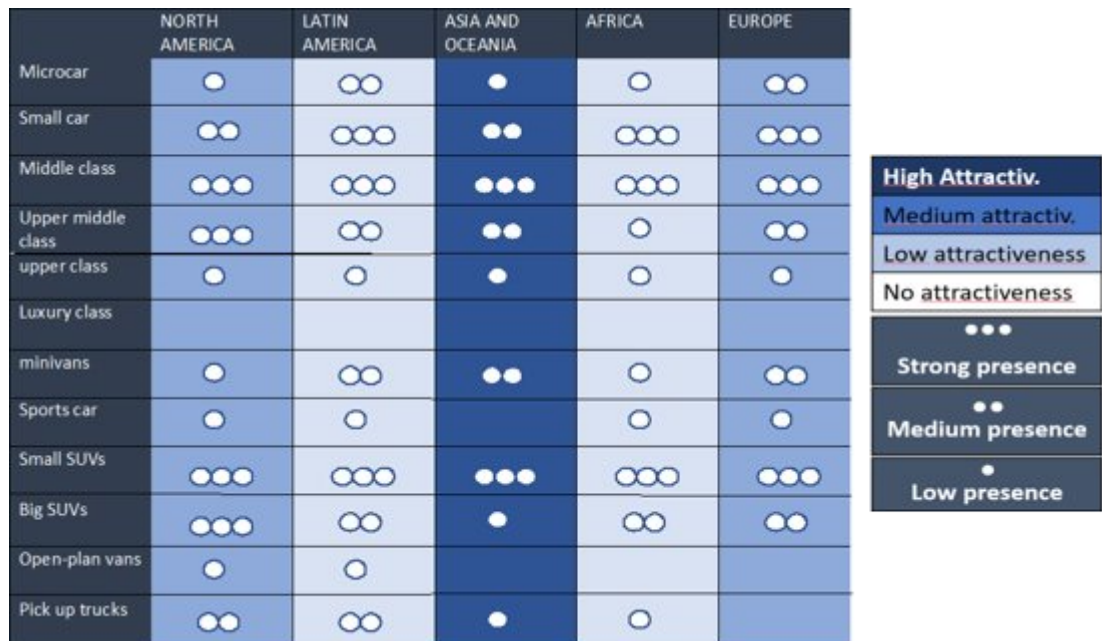 NORTH
AMERICA
LATIN
AMERICA
ASIA AND
OCEANIA
AFRICA
EUROPE
Microcar
Small car
Middle class
Upper middle
class
upper class
Luxury class
minivans
Sports car
Small SUVs
Big SUVs
Open-plan vans
Pick up trucks
High Attractiv.
Medium attractiv.
Low attractiveness
No attractiveness
Strong presence
Medium presence
Low presence